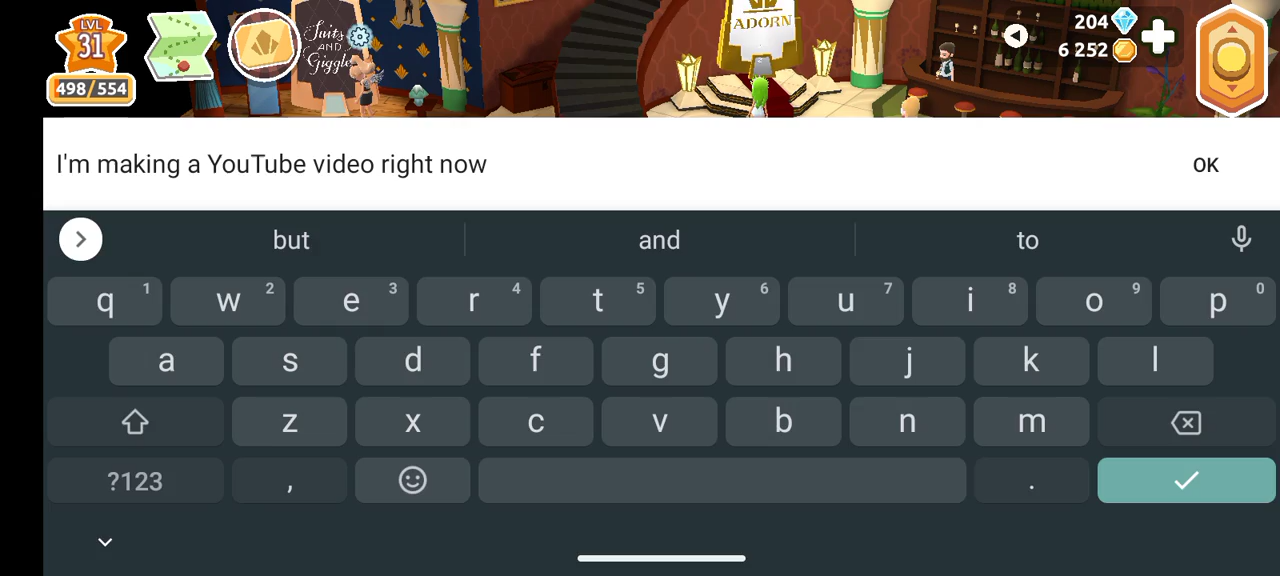 LVL
31
498/554
Suits
AND
Giggle
ADORN
204
6 252
I'm making a YouTube video right now
OK
but and to
q 1 w 2 e 3 r 4 t 5 y 6 u 7 i 8 o 9 p 0
a s d f g h j k l
z x c v b n m
?123 , .